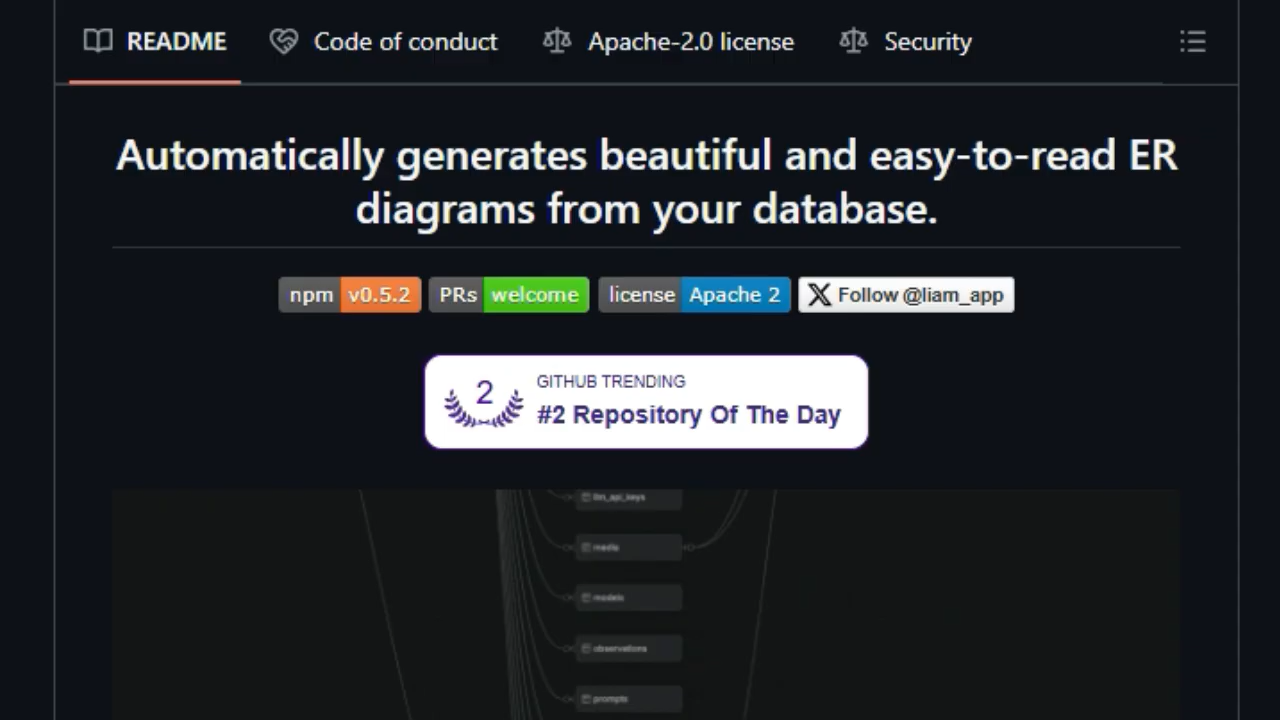 README Code of conduct Apache-2.0 license Security
Automatically generates beautiful and easy-to-read ER
diagrams from your database.
npm v0.5.2 PRs welcome license Apache 2 Follow @liam_app
2 GITHUB TRENDING
#2 Repository Of The Day
llm_api_keys
media
models
observations
prompts